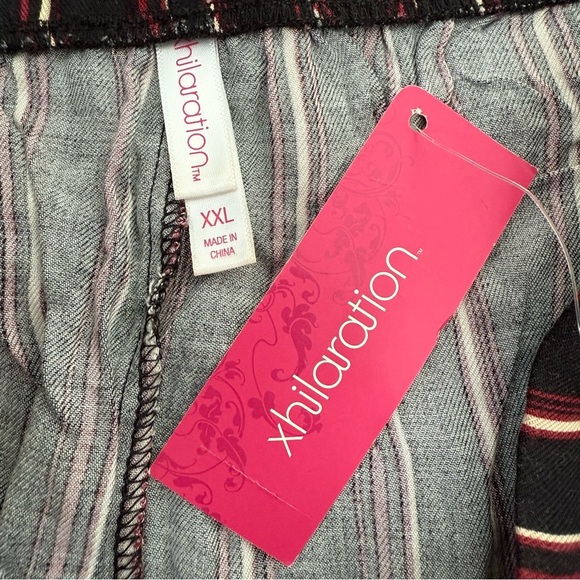 xhilaration™
XXL
MADE IN
CHINA
xhilaration™